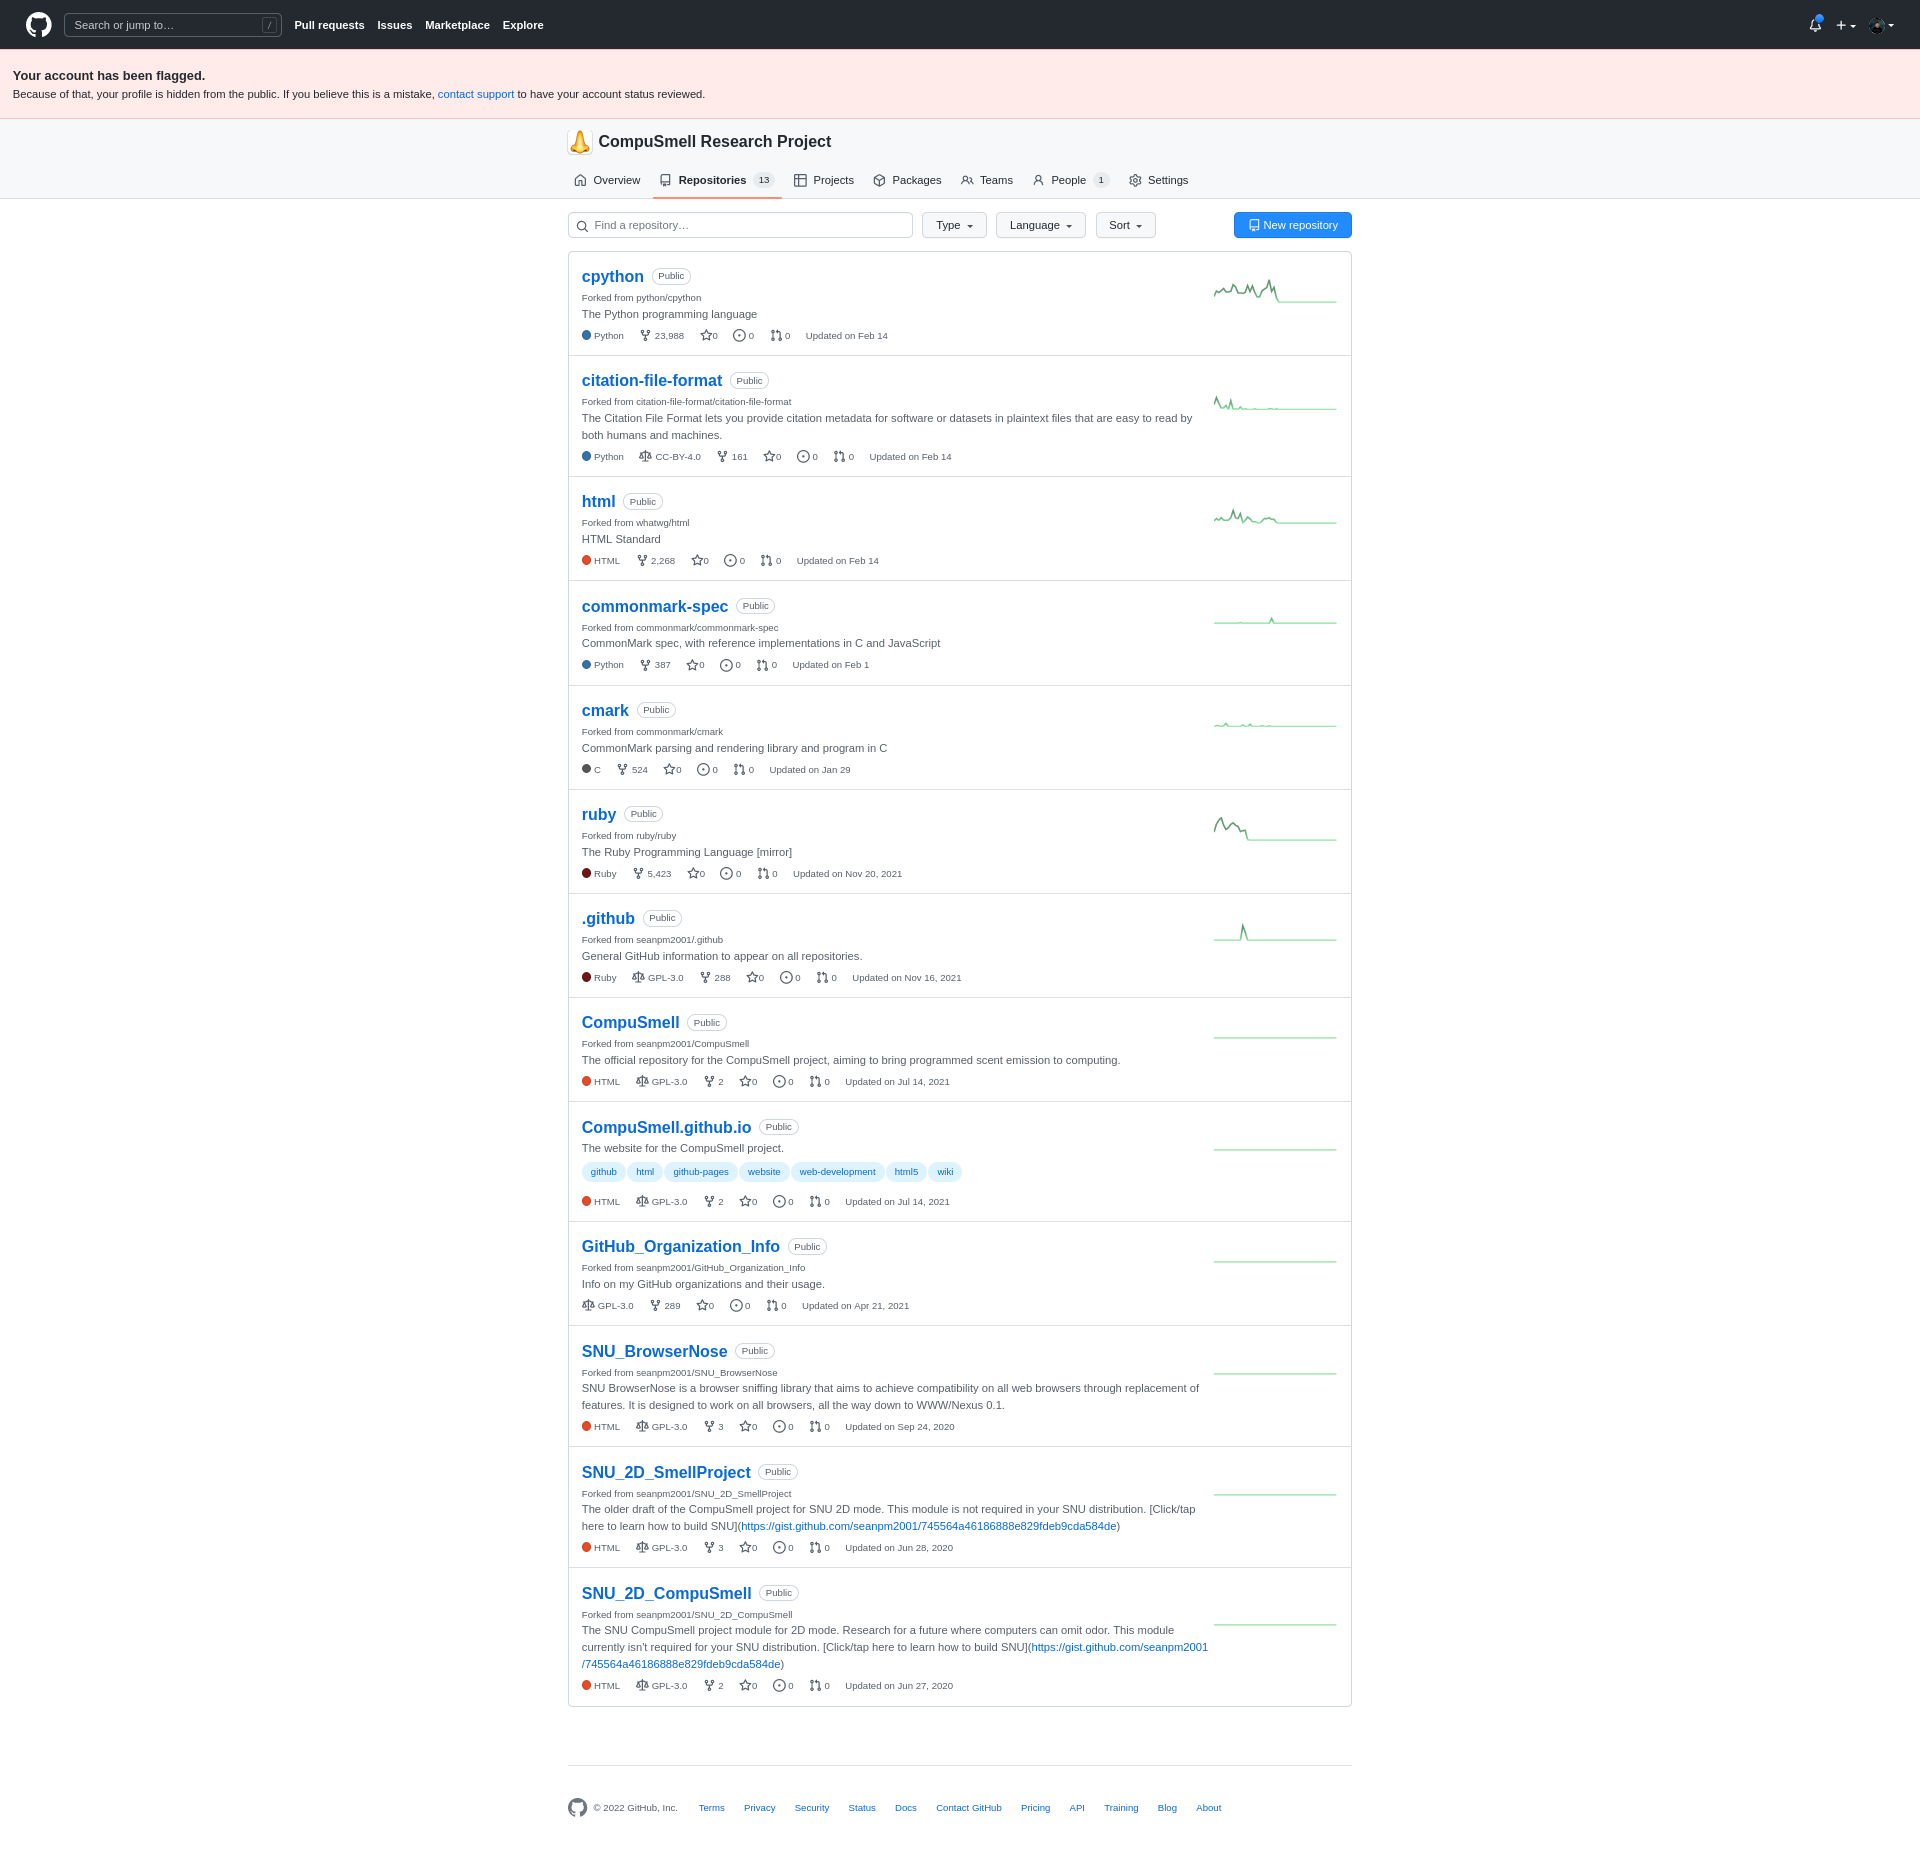 Search or jump to…
/
Pull requests Issues Marketplace Explore
Your account has been flagged.
Because of that, your profile is hidden from the public. If you believe this is a mistake, contact support to have your account status reviewed.
CompuSmell Research Project
Overview Repositories 13 Projects Packages Teams People 1 Settings
Find a repository… Type Language Sort New repository
cpython Public
Forked from python/cpython
The Python programming language
Python 23,988 0 0 0 Updated on Feb 14
citation-file-format Public
Forked from citation-file-format/citation-file-format
The Citation File Format lets you provide citation metadata for software or datasets in plaintext files that are easy to read by
both humans and machines.
Python CC-BY-4.0 161 0 0 0 Updated on Feb 14
html Public
Forked from whatwg/html
HTML Standard
HTML 2,268 0 0 0 Updated on Feb 14
commonmark-spec Public
Forked from commonmark/commonmark-spec
CommonMark spec, with reference implementations in C and JavaScript
Python 387 0 0 0 Updated on Feb 1
cmark Public
Forked from commonmark/cmark
CommonMark parsing and rendering library and program in C
C 524 0 0 0 Updated on Jan 29
ruby Public
Forked from ruby/ruby
The Ruby Programming Language [mirror]
Ruby 5,423 0 0 0 Updated on Nov 20, 2021
.github Public
Forked from seanpm2001/.github
General GitHub information to appear on all repositories.
Ruby GPL-3.0 288 0 0 0 Updated on Nov 16, 2021
CompuSmell Public
Forked from seanpm2001/CompuSmell
The official repository for the CompuSmell project, aiming to bring programmed scent emission to computing.
HTML GPL-3.0 2 0 0 0 Updated on Jul 14, 2021
CompuSmell.github.io Public
The website for the CompuSmell project.
github html github-pages website web-development html5 wiki
HTML GPL-3.0 2 0 0 0 Updated on Jul 14, 2021
GitHub_Organization_Info Public
Forked from seanpm2001/GitHub_Organization_Info
Info on my GitHub organizations and their usage.
GPL-3.0 289 0 0 0 Updated on Apr 21, 2021
SNU_BrowserNose Public
Forked from seanpm2001/SNU_BrowserNose
SNU BrowserNose is a browser sniffing library that aims to achieve compatibility on all web browsers through replacement of
features. It is designed to work on all browsers, all the way down to WWW/Nexus 0.1.
HTML GPL-3.0 3 0 0 0 Updated on Sep 24, 2020
SNU_2D_SmellProject Public
Forked from seanpm2001/SNU_2D_SmellProject
The older draft of the CompuSmell project for SNU 2D mode. This module is not required in your SNU distribution. [Click/tap
here to learn how to build SNU](https://gist.github.com/seanpm2001/745564a46186888e829fdeb9cda584de)
HTML GPL-3.0 3 0 0 0 Updated on Jun 28, 2020
SNU_2D_CompuSmell Public
Forked from seanpm2001/SNU_2D_CompuSmell
The SNU CompuSmell project module for 2D mode. Research for a future where computers can omit odor. This module
currently isn't required for your SNU distribution. [Click/tap here to learn how to build SNU](https://gist.github.com/seanpm2001
/745564a46186888e829fdeb9cda584de)
HTML GPL-3.0 2 0 0 0 Updated on Jun 27, 2020
© 2022 GitHub, Inc. Terms Privacy Security Status Docs Contact GitHub Pricing API Training Blog About